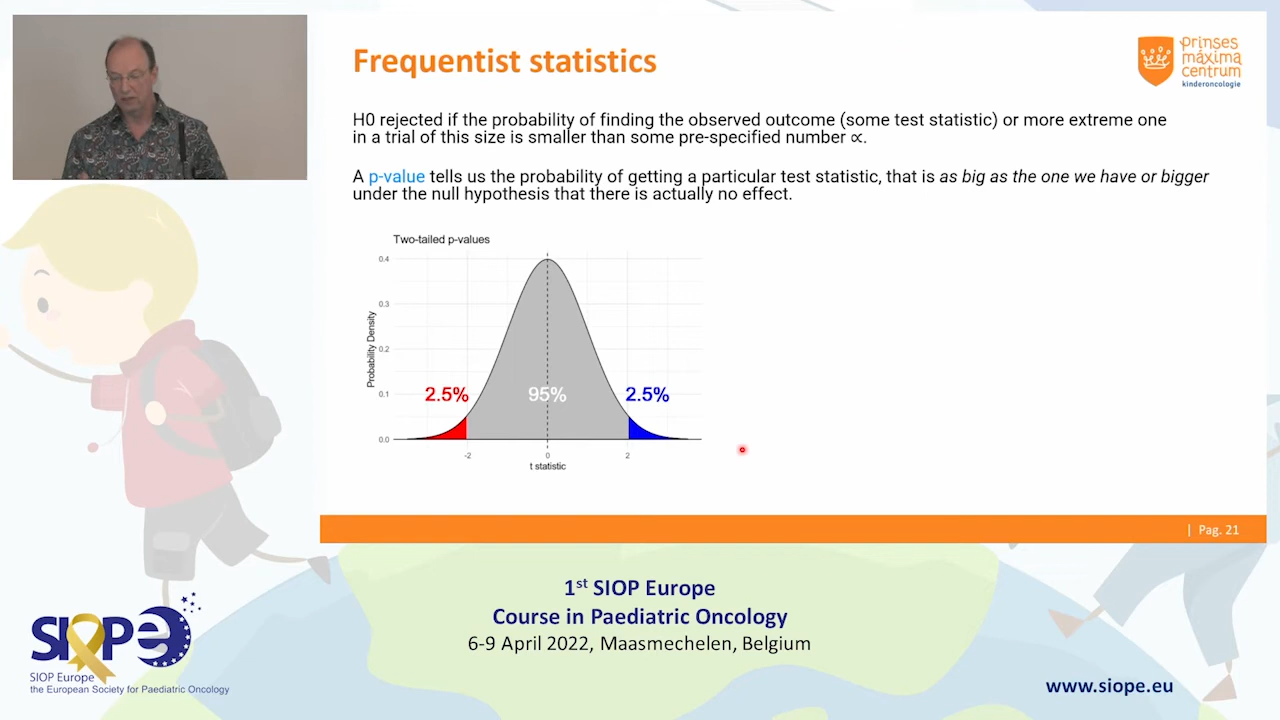 Frequentist statistics
prinses
máxima
centrum
kinderoncologie
H0 rejected if the probability of finding the observed outcome (some test statistic) or more extreme one
in a trial of this size is smaller than some pre-specified number ∝.
A p-value tells us the probability of getting a particular test statistic, that is as big as the one we have or bigger
under the null hypothesis that there is actually no effect.
Two-tailed p-values
Probability Density
0.4
0.3
0.2
0.1
0.0
2.5%
95%
2.5%
-2
0
2
t statistic
| Pag. 21
1st SIOP Europe
Course in Paediatric Oncology
6-9 April 2022, Maasmechelen, Belgium
SIOPe
SIOP Europe
the European Society for Paediatric Oncology
www.siope.eu